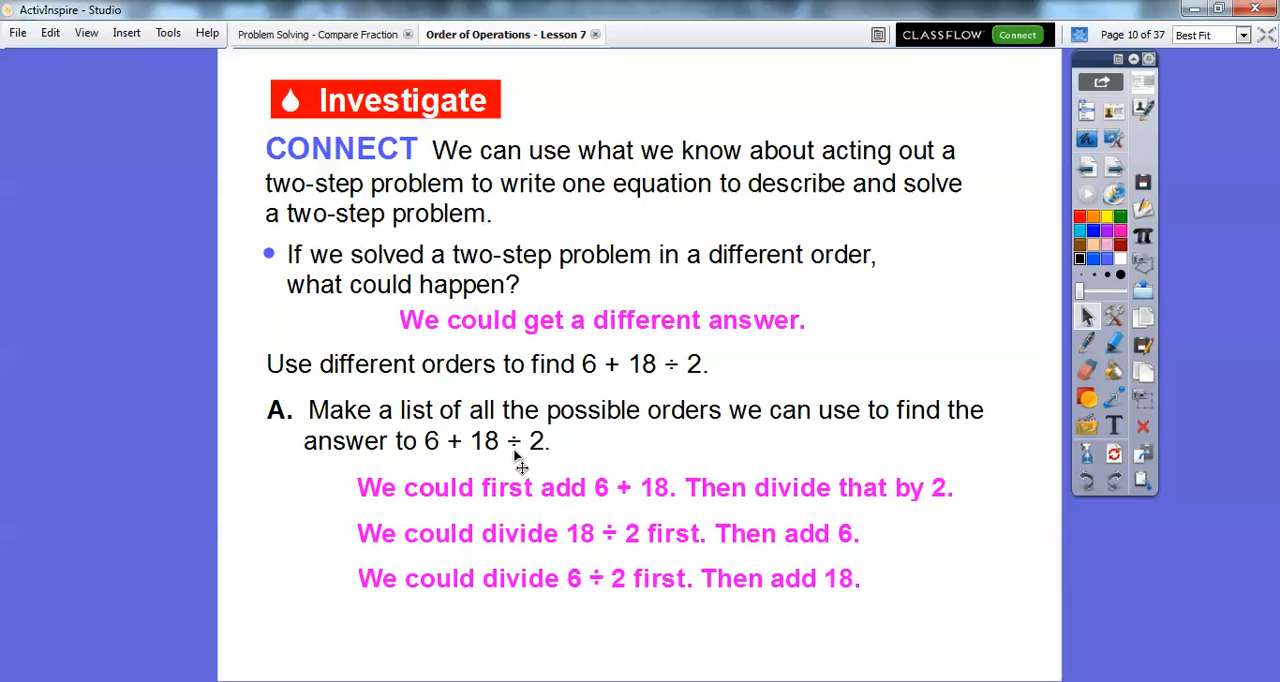 ActivInspire - Studio
File Edit View Insert Tools Help
Problem Solving - Compare Fraction
Order of Operations - Lesson 7
CLASSFLOW Connect
Page 10 of 37
Best Fit
Investigate
CONNECT We can use what we know about acting out a
two-step problem to write one equation to describe and solve
a two-step problem.
• If we solved a two-step problem in a different order,
what could happen?
We could get a different answer.
Use different orders to find 6 + 18 ÷ 2.
A. Make a list of all the possible orders we can use to find the
answer to 6 + 18 ÷ 2.
We could first add 6 + 18. Then divide that by 2.
We could divide 18 ÷ 2 first. Then add 6.
We could divide 6 ÷ 2 first. Then add 18.